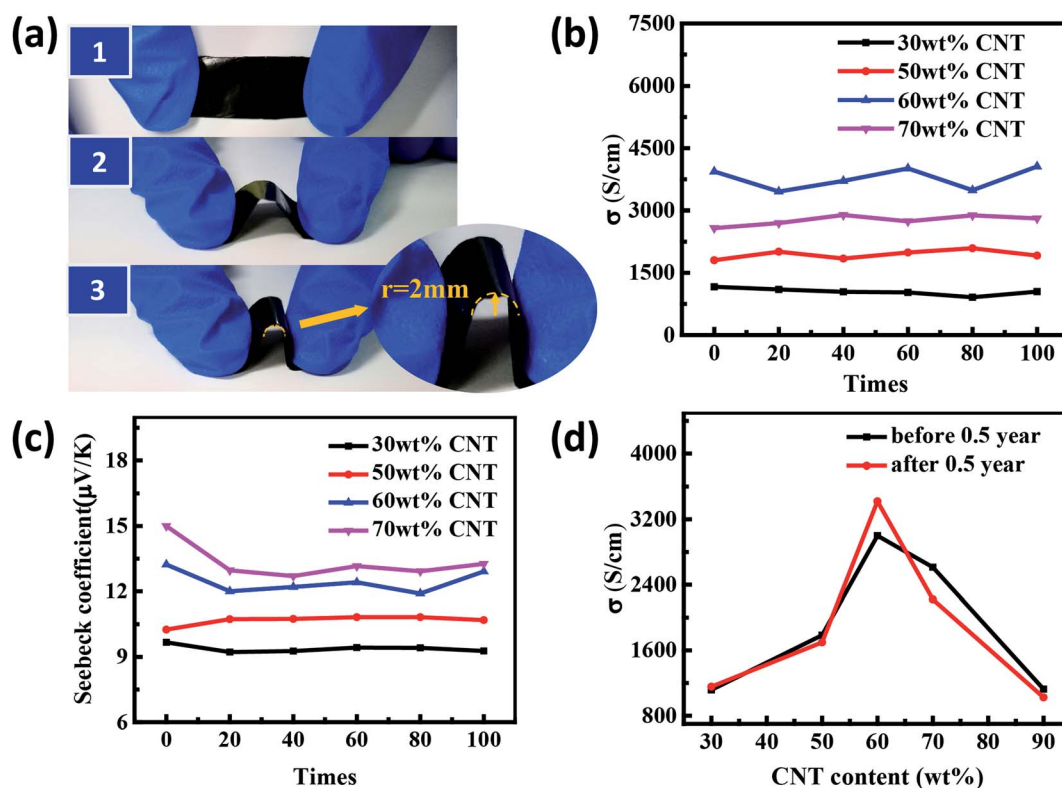 (a)
1
2
3
r=2mm
(b)
7500
6000
4500
3000
1500
0
σ (S/cm)
30wt% CNT
50wt% CNT
60wt% CNT
70wt% CNT
0 20 40 60 80 100
Times
(c)
18
15
12
9
6
Seebeck coefficient(μV/K)
30wt% CNT
50wt% CNT
60wt% CNT
70wt% CNT
0 20 40 60 80 100
Times
(d)
4000
3200
2400
1600
800
σ (S/cm)
before 0.5 year
after 0.5 year
30 40 50 60 70 80 90
CNT content (wt%)